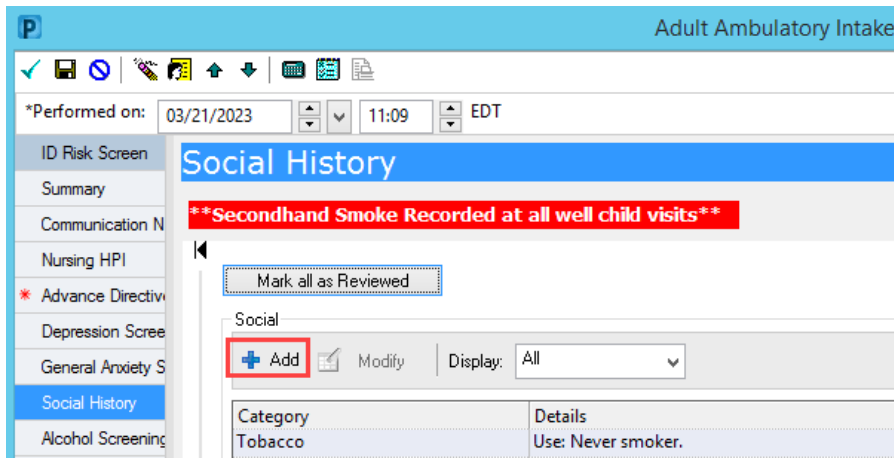 P
Adult Ambulatory Intake
*Performed on: 03/21/2023 11:09 EDT
ID Risk Screen
Summary
Communication N
Nursing HPI
* Advance Directiv
Depression Scree
General Anxiety S
Social History
Alcohol Screening
Social History
**Secondhand Smoke Recorded at all well child visits**
Mark all as Reviewed
Social
Add Modify Display: All
Category Details
Tobacco Use: Never smoker.